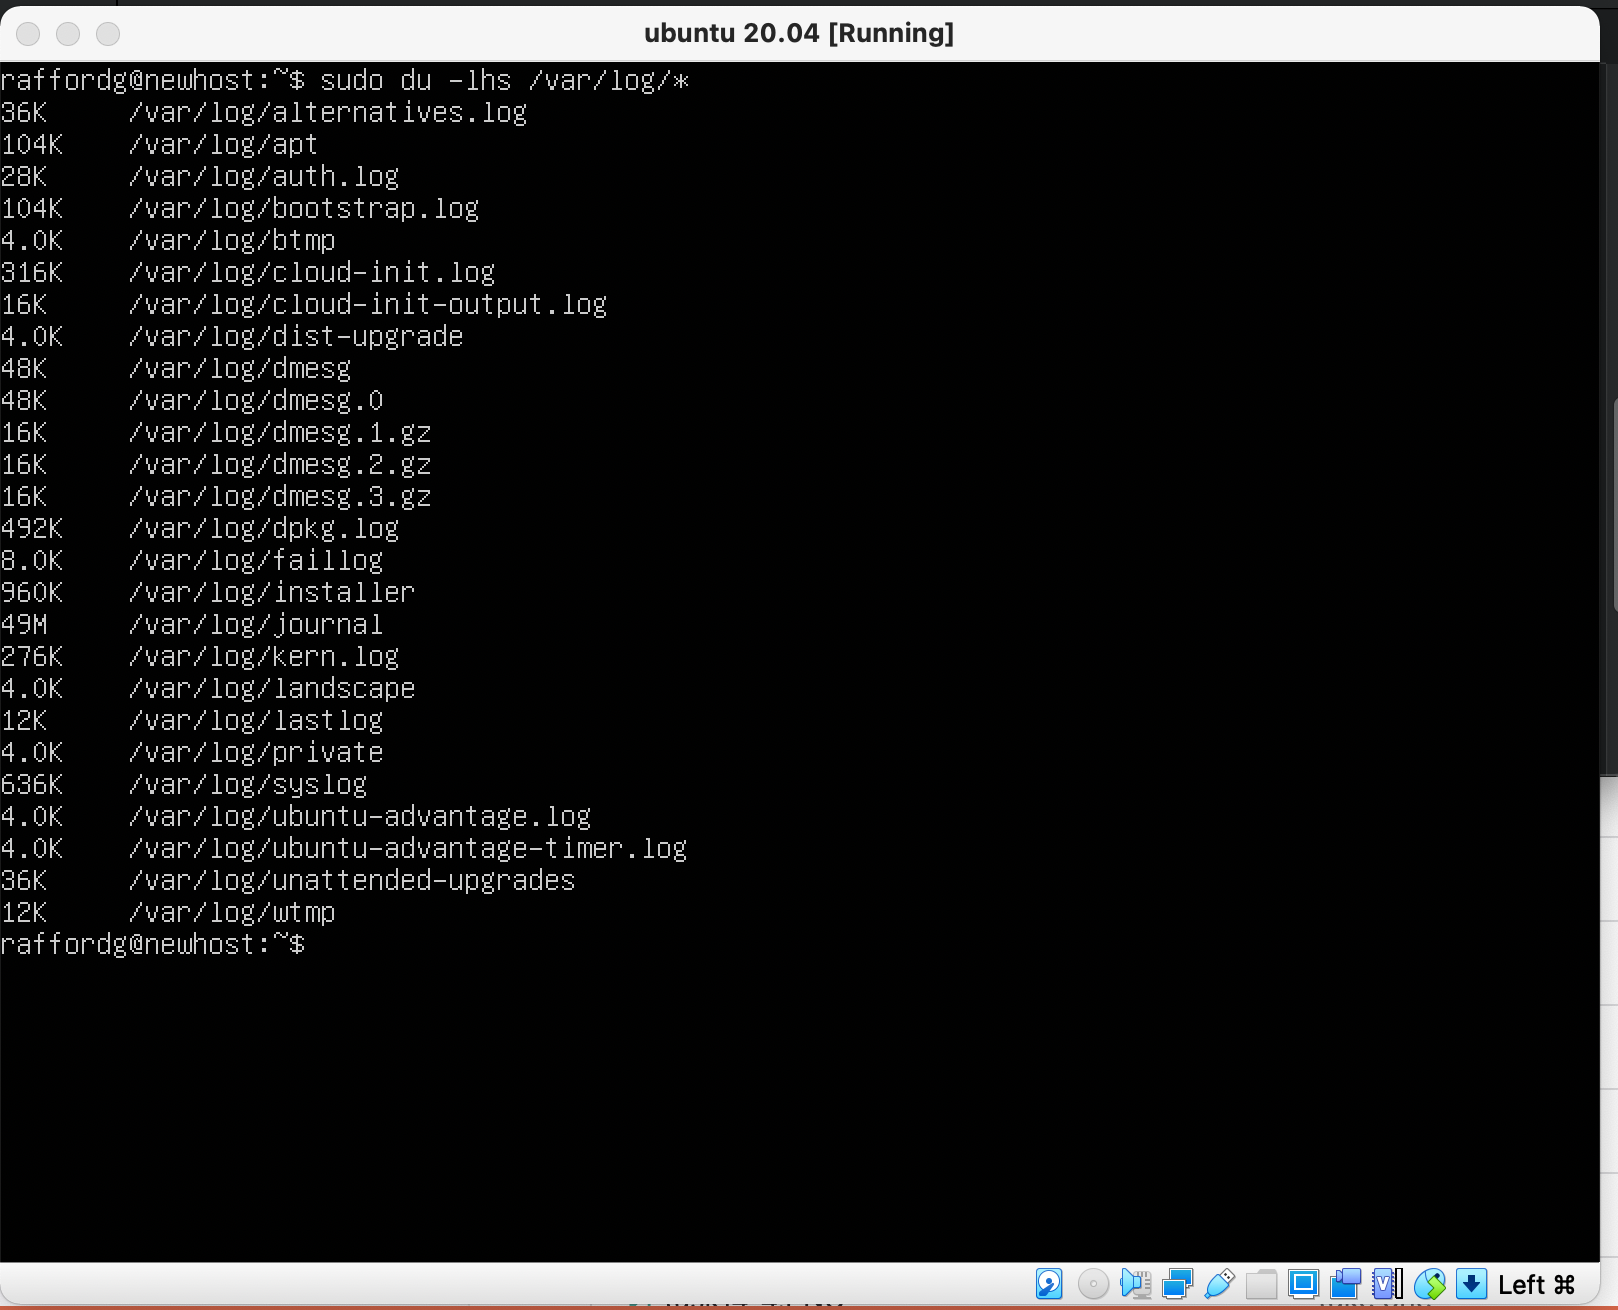 ubuntu 20.04 [Running]
raffordg@newhost:~$ sudo du -lhs /var/log/*
36K     /var/log/alternatives.log
104K    /var/log/apt
28K     /var/log/auth.log
104K    /var/log/bootstrap.log
4.0K    /var/log/btmp
316K    /var/log/cloud-init.log
16K     /var/log/cloud-init-output.log
4.0K    /var/log/dist-upgrade
48K     /var/log/dmesg
48K     /var/log/dmesg.0
16K     /var/log/dmesg.1.gz
16K     /var/log/dmesg.2.gz
16K     /var/log/dmesg.3.gz
492K    /var/log/dpkg.log
8.0K    /var/log/faillog
960K    /var/log/installer
49M     /var/log/journal
276K    /var/log/kern.log
4.0K    /var/log/landscape
12K     /var/log/lastlog
4.0K    /var/log/private
636K    /var/log/syslog
4.0K    /var/log/ubuntu-advantage.log
4.0K    /var/log/ubuntu-advantage-timer.log
36K     /var/log/unattended-upgrades
12K     /var/log/wtmp
raffordg@newhost:~$
Left ⌘